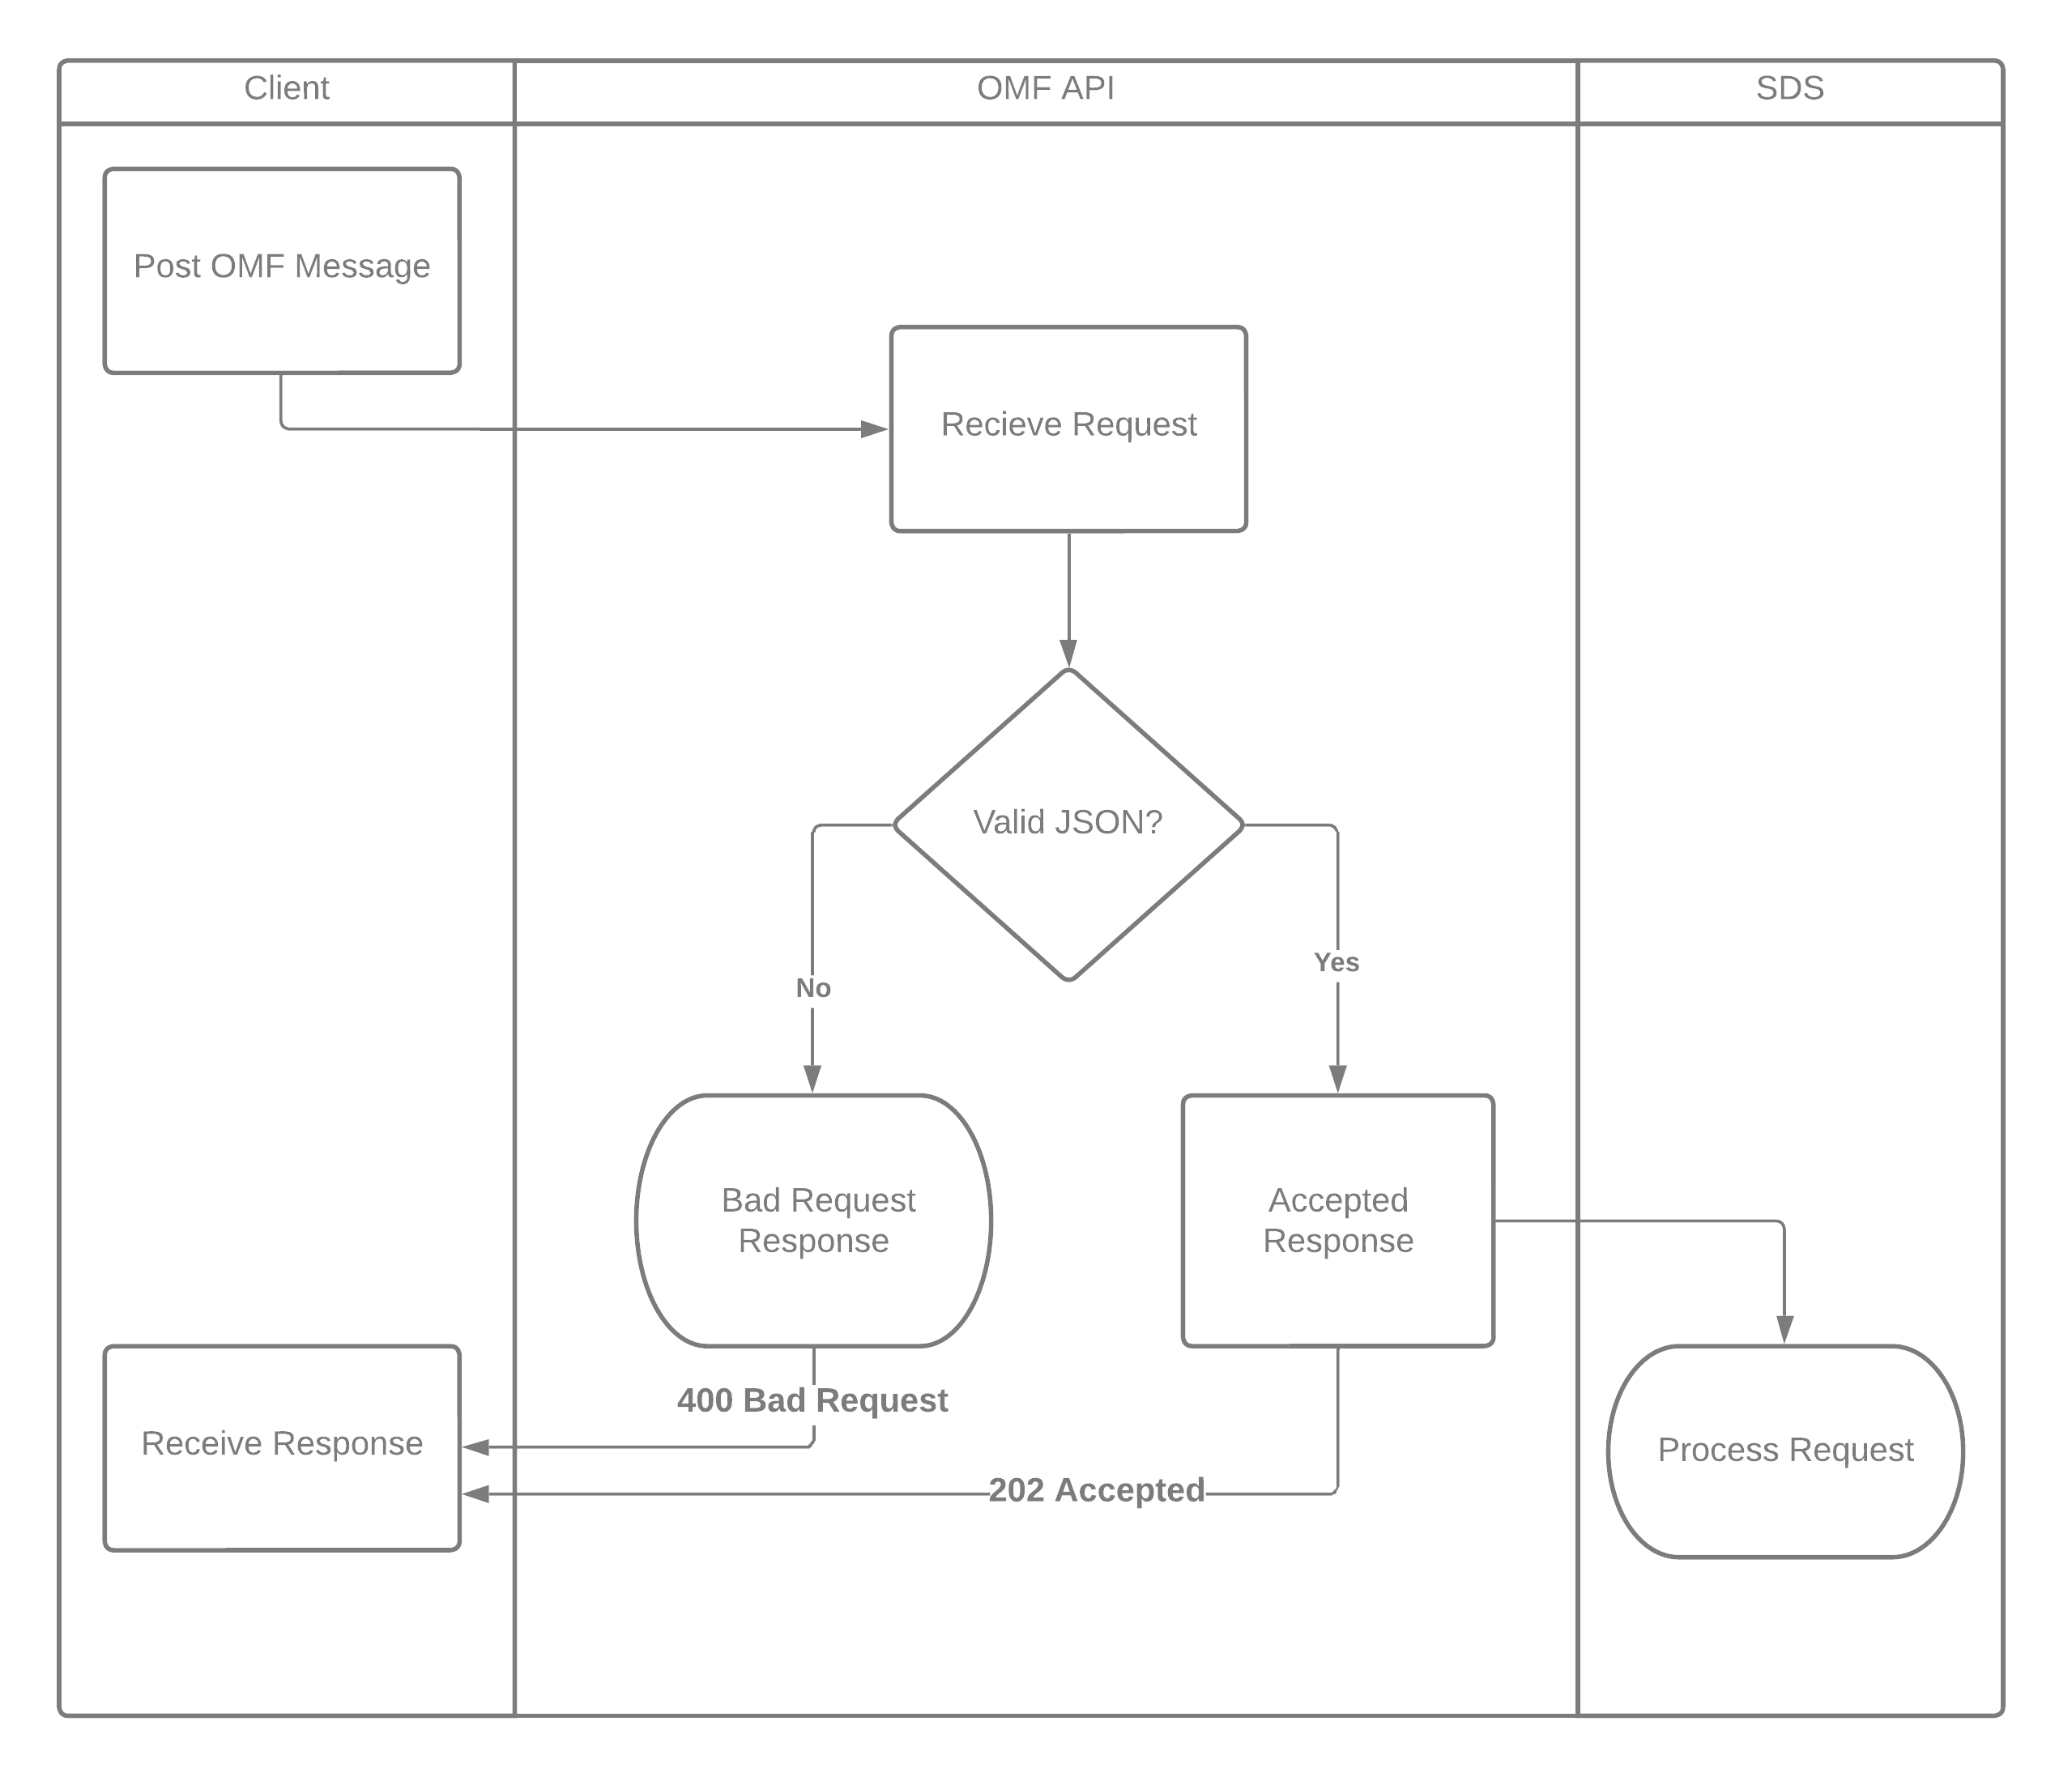 Client
OMF API
SDS
Post OMF Message
Recieve Request
Valid JSON?
Yes
No
Bad Request
Response
Accepted
Response
400 Bad Request
Receive Response
Process Request
202 Accepted